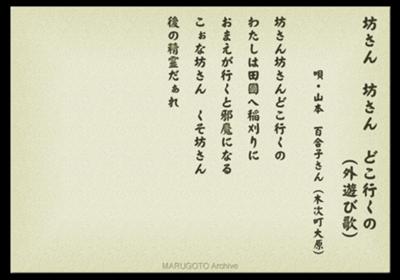 坊さん　坊さん　どこ行くの
(外遊び歌)
唄・山本　百合子さん（木次町大原）
坊さん坊さんどこ行くの
わたしは田圃へ稲刈りに
おまえが行くと邪魔になる
こぉな坊さん　くそ坊さん
後の精霊だぁれ
MARUGOTO Archive